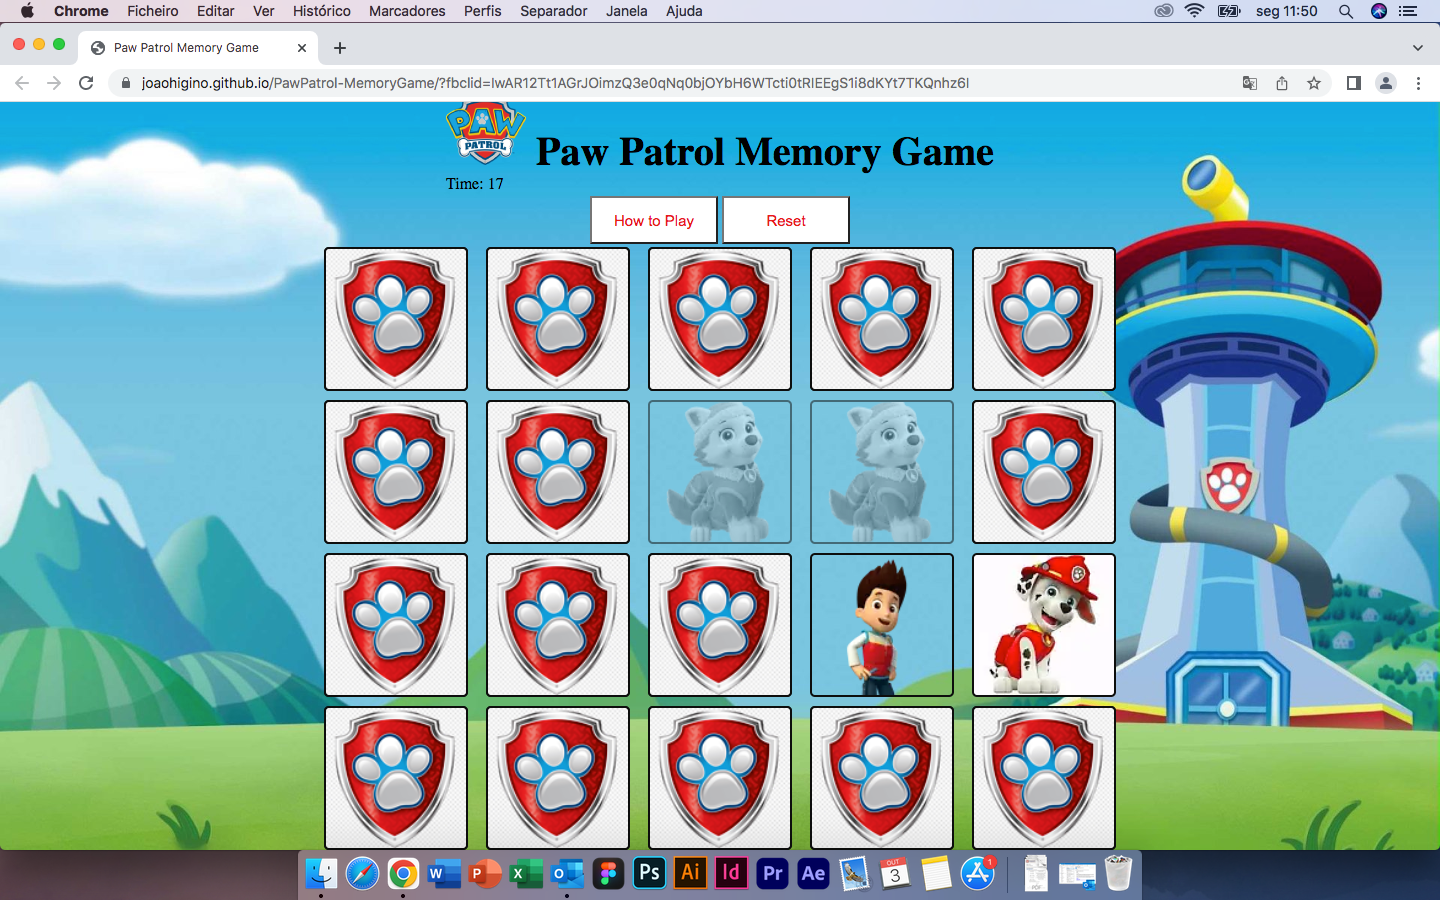 Chrome Ficheiro Editar Ver Histórico Marcadores Perfis Separador Janela Ajuda seg 11:50
Paw Patrol Memory Game
joaohigino.github.io/PawPatrol-MemoryGame/?fbclid=IwAR12Tt1AGrJOimzQ3e0qNq0bjOYbH6WTcti0tRlEEgS1i8dKYt7TKQnhz6I
PAW
PATROL
Paw Patrol Memory Game
Time: 17
How to Play Reset
W P X O Ps Ai Id Pr Ae OUT 3 1 PDF